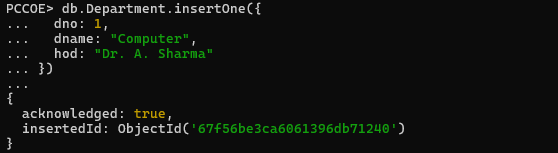 PCCOE> db.Department.insertOne({
...   dno: 1,
...   dname: "Computer",
...   hod: "Dr. A. Sharma"
... })
...
{
  acknowledged: true,
  insertedId: ObjectId('67f56be3ca6061396db71240')
}